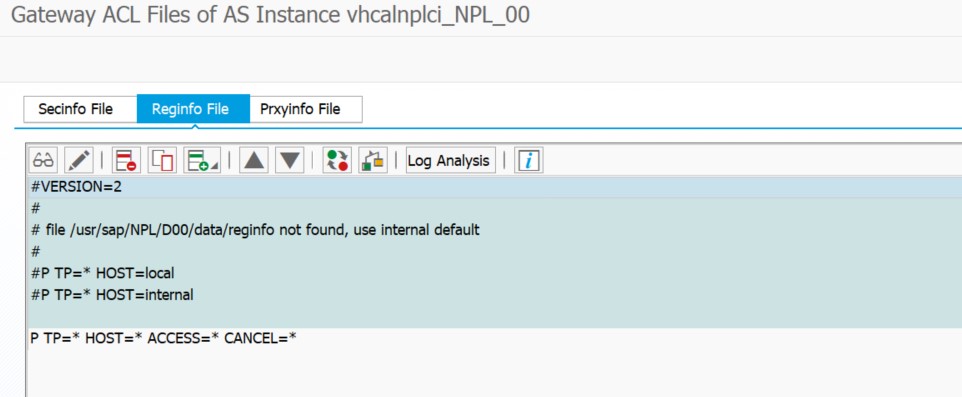 Gateway ACL Files of AS Instance vhcalnplci_NPL_00
Secinfo File Reginfo File Prxyinfo File
Log Analysis i
#VERSION=2
#
# file /usr/sap/NPL/D00/data/reginfo not found, use internal default
#
#P TP=* HOST=local
#P TP=* HOST=internal
P TP=* HOST=* ACCESS=* CANCEL=*